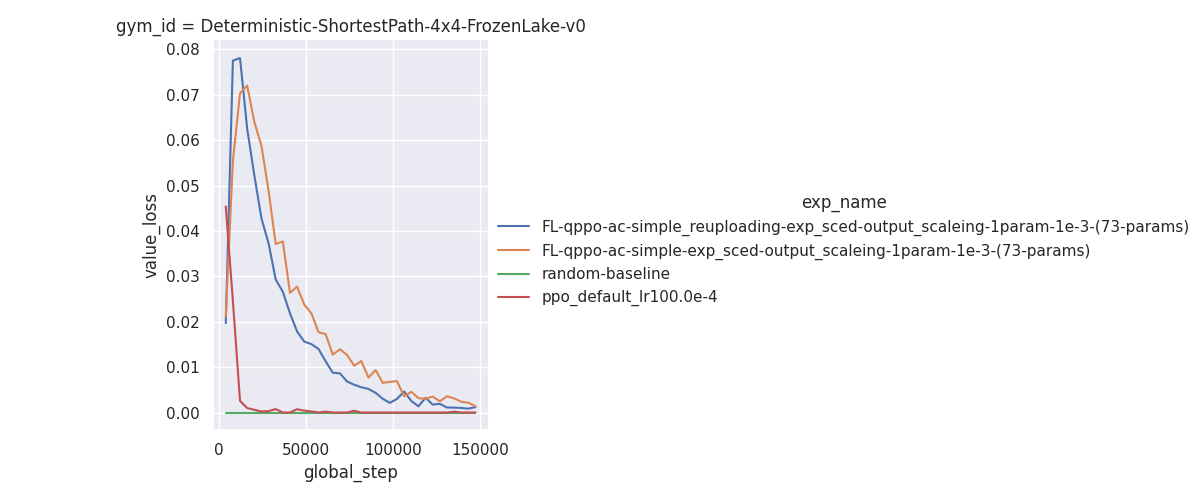 gym_id = Deterministic-ShortestPath-4x4-FrozenLake-v0
0.08
0.07
0.06
0.05
0.04
0.03
0.02
0.01
0.00
value_loss
0 50000 100000 150000
global_step
exp_name
FL-qppo-ac-simple_reuploading-exp_sced-output_scaleing-1param-1e-3-(73-params)
FL-qppo-ac-simple-exp_sced-output_scaleing-1param-1e-3-(73-params)
random-baseline
ppo_default_lr100.0e-4